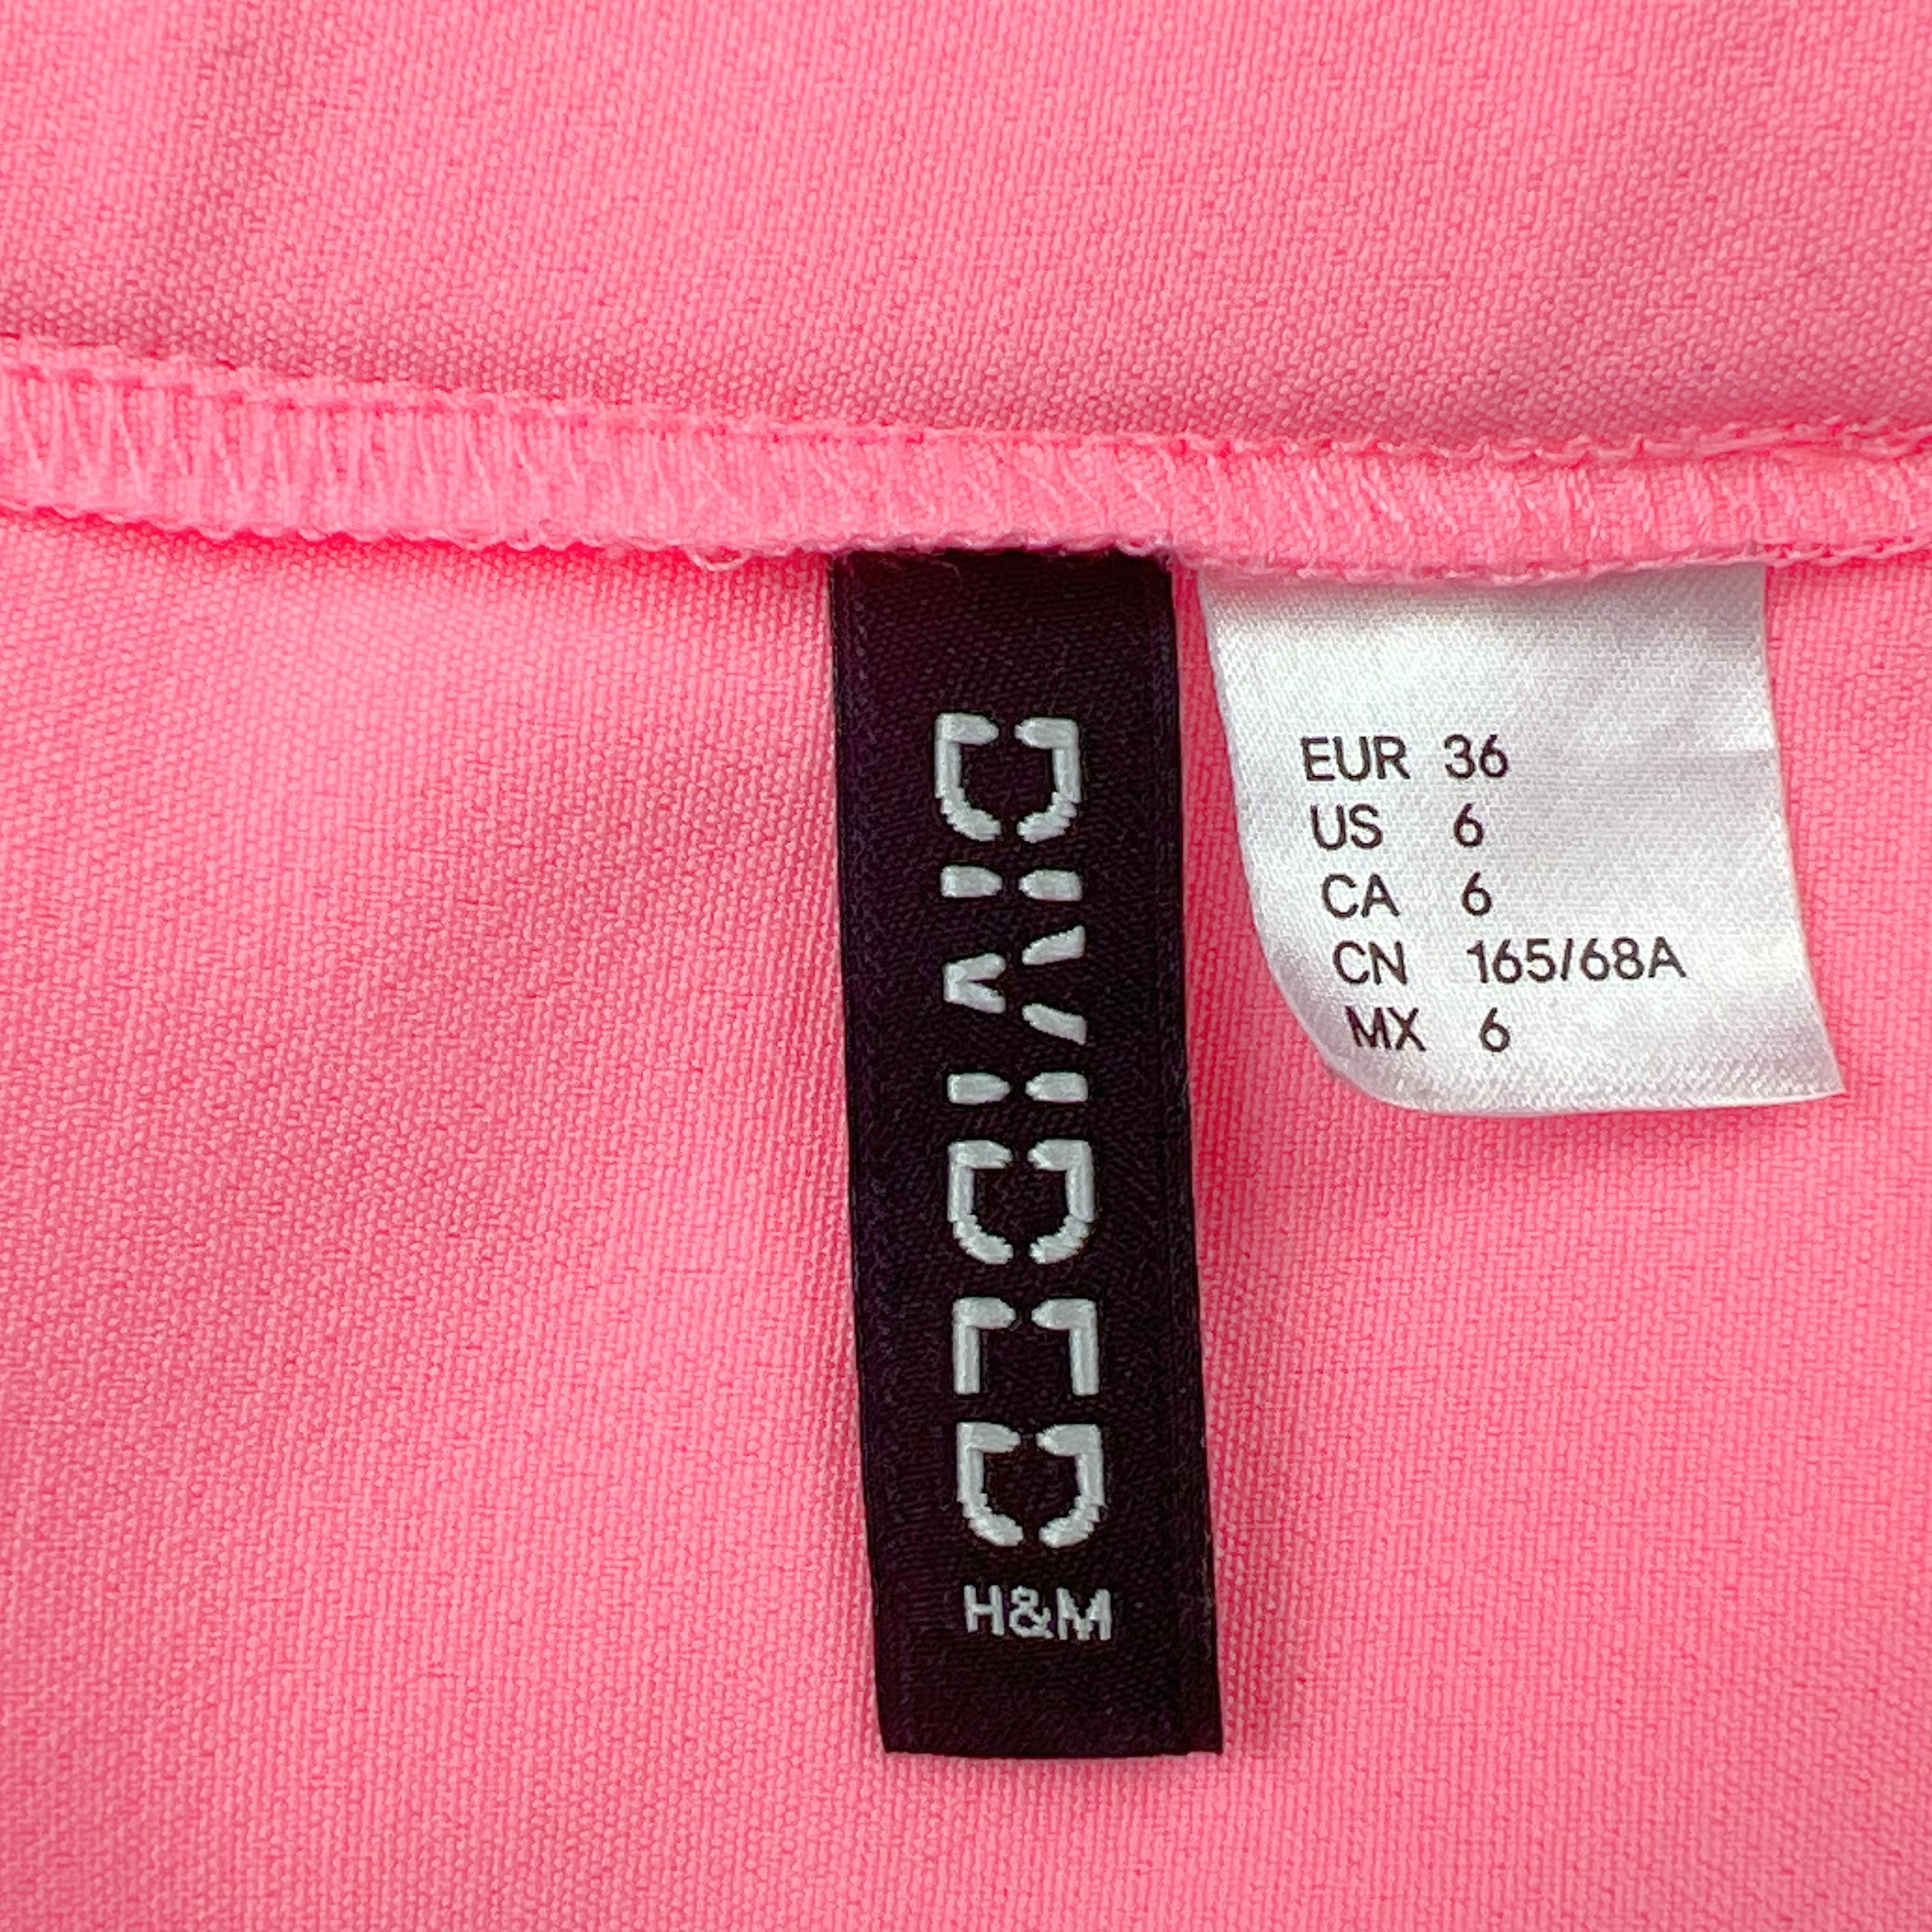 DIVIDED
H&M
EUR 36
US 6
CA 6
CN 165/68A
MX 6